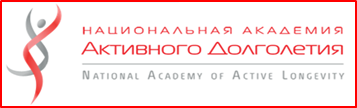 НАЦИОНАЛЬНАЯ АКАДЕМИЯ
АКТИВНОГО ДОЛГОЛЕТИЯ
NATIONAL ACADEMY OF ACTIVE LONGEVITY